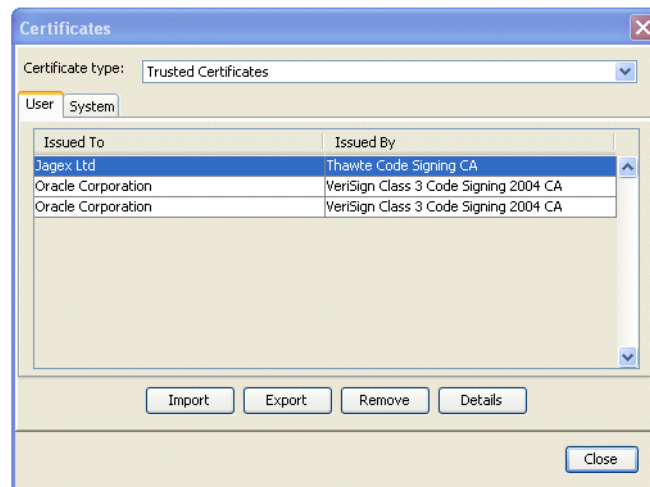 Certificates
Certificate type: Trusted Certificates
User System
Issued To Issued By
Jagex Ltd Thawte Code Signing CA
Oracle Corporation VeriSign Class 3 Code Signing 2004 CA
Oracle Corporation VeriSign Class 3 Code Signing 2004 CA
Import Export Remove Details
Close